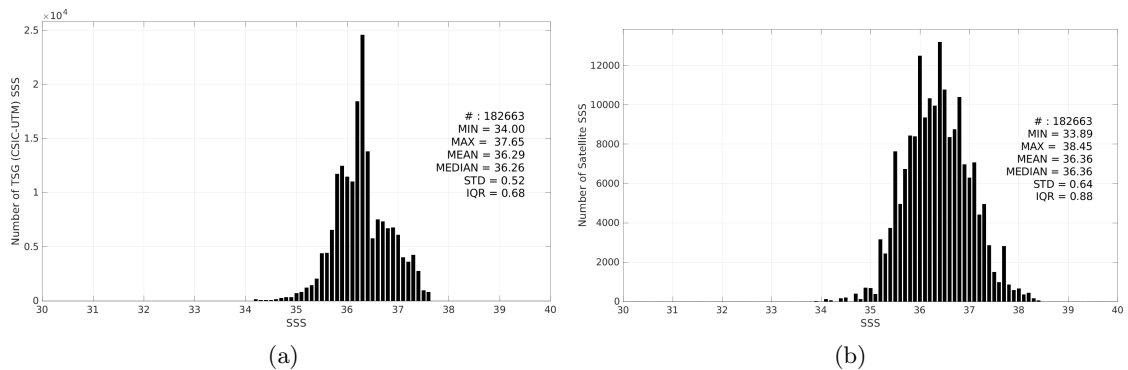 ×10⁴
2.5
2
1.5
1
0.5
0
Number of TSG (CSIC-UTM) SSS
# : 182663
MIN = 34.00
MAX = 37.65
MEAN = 36.29
MEDIAN = 36.26
STD = 0.52
IQR = 0.68
30 31 32 33 34 35 36 37 38 39 40
SSS
(a)
12000
10000
8000
6000
4000
2000
0
Number of Satellite SSS
# : 182663
MIN = 33.89
MAX = 38.45
MEAN = 36.36
MEDIAN = 36.36
STD = 0.64
IQR = 0.88
30 31 32 33 34 35 36 37 38 39 40
SSS
(b)